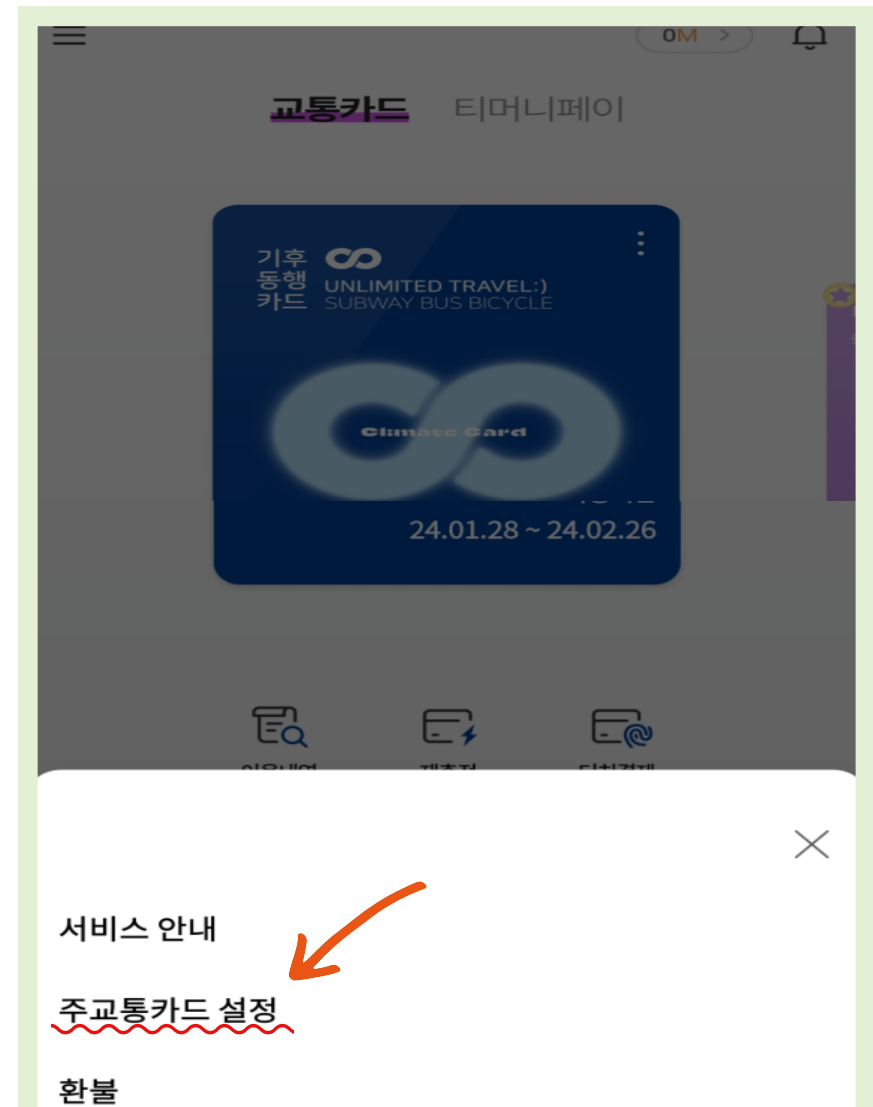 0M >
교통카드 티머니페이
기후
동행
카드
UNLIMITED TRAVEL:)
SUBWAY BUS BICYCLE
Climate Card
24.01.28 ~ 24.02.26
서비스 안내
주교통카드 설정
환불